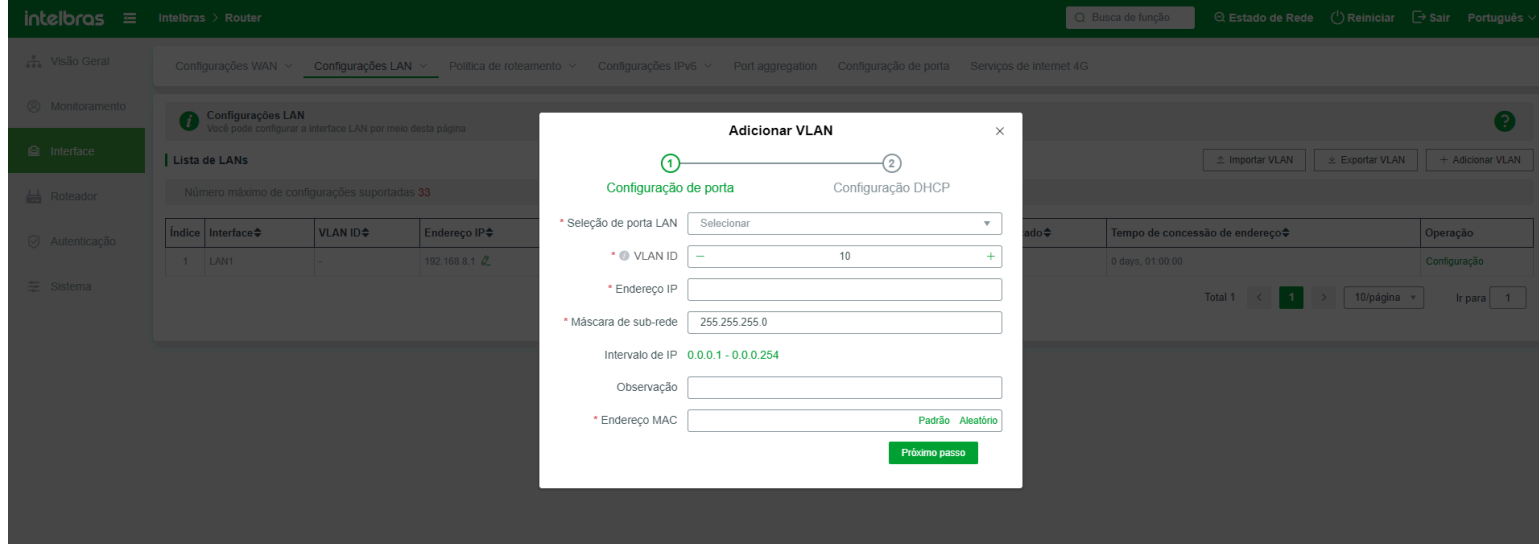 intelbras Intelbras > Router Busca de função Estado de Rede Reiniciar Sair Português
Visão Geral
Monitoramento
Interface
Roteador
Autenticação
Sistema
Configurações WAN Configurações LAN Política de roteamento Configurações IPv6 Port aggregation Configuração de porta Serviços de internet 4G
Configurações LAN
Você pode configurar a interface LAN por meio desta página
Lista de LANs Importar VLAN Exportar VLAN + Adicionar VLAN
Número máximo de configurações suportadas 33
Índice Interface VLAN ID Endereço IP ado Tempo de concessão de endereço Operação
1 LAN1 - 192.168.8.1 0 days, 01:00:00 Configuração
Total 1 < 1 > 10/página Ir para 1
Adicionar VLAN ×
1 2
Configuração de porta Configuração DHCP
* Seleção de porta LAN Selecionar
* VLAN ID − 10 +
* Endereço IP
* Máscara de sub-rede 255.255.255.0
Intervalo de IP 0.0.0.1 - 0.0.0.254
Observação
* Endereço MAC Padrão Aleatório
Próximo passo